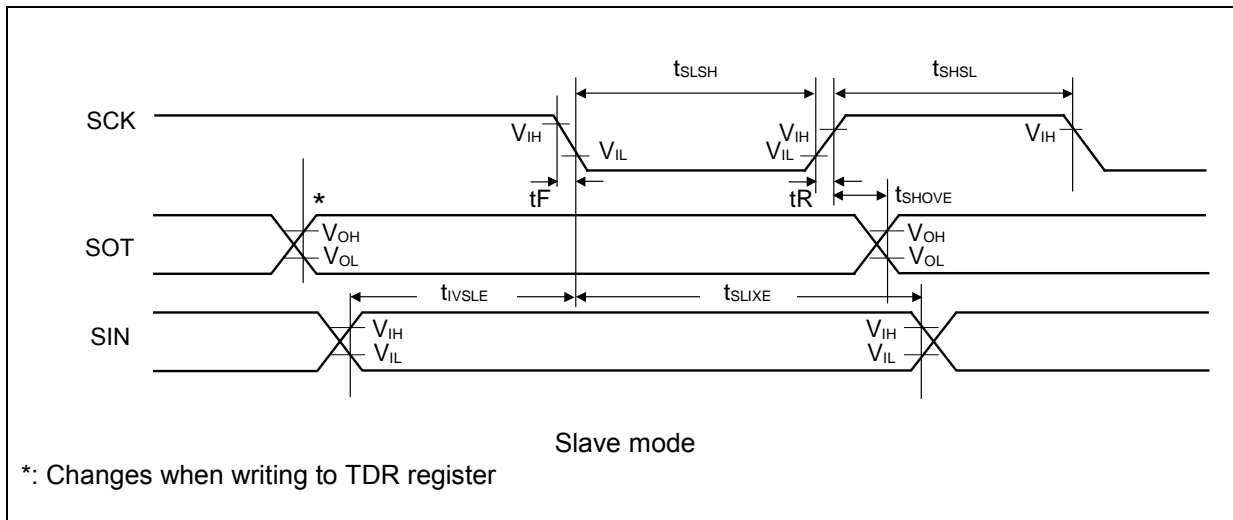 tSLSH
tSHSL
SCK
VIH
VIL
VIH
VIL
VIH
tF
tR
tSHOVE
*
SOT
VOH
VOL
VOH
VOL
tIVSLE
tSLIXE
SIN
VIH
VIL
VIH
VIL
Slave mode
*: Changes when writing to TDR register